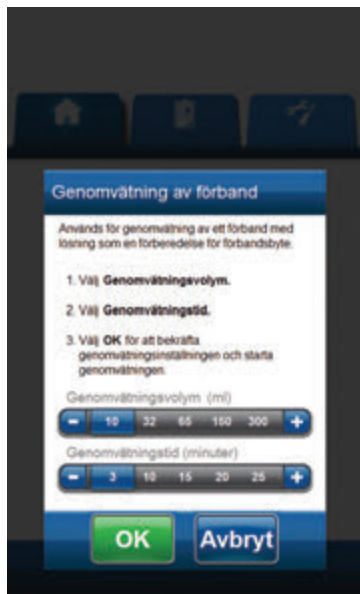 Genomvätning av förband
Används för genomvätning av ett förband med
lösning som en förberedelse för förbandsbyte.
1. Välj Genomvätningsvolym.
2. Välj Genomvätningstid.
3. Välj OK för att bekräfta
genomvätningsinställningen och starta
genomvätningen.
Genomvätningsvolym (ml)
- 10 32 65 150 300 +
Genomvätningstid (minuter)
- 3 10 15 20 25 +
OK Avbryt